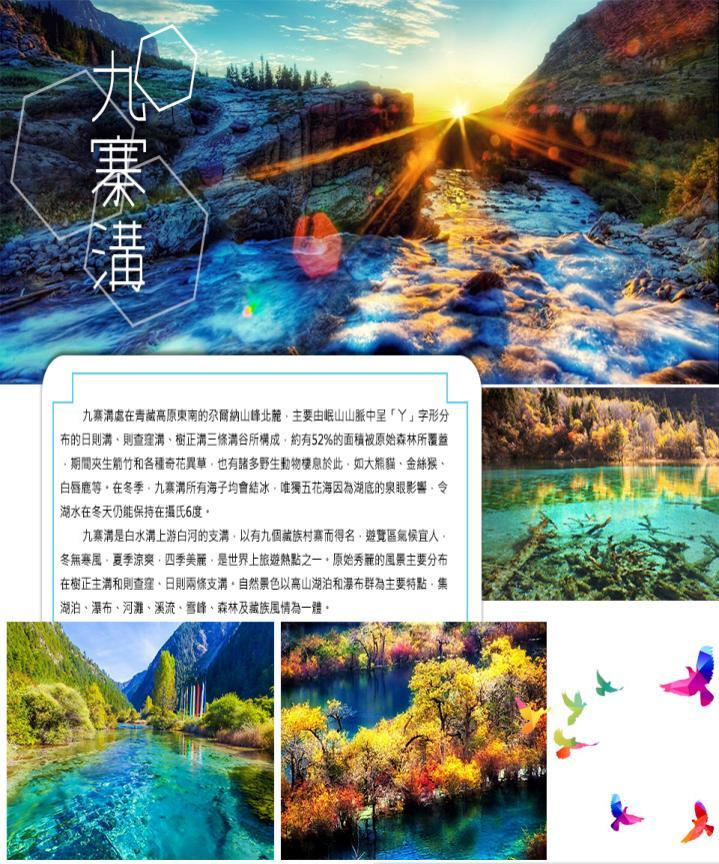 九寨溝
九寨溝處在青藏高原東南的尕爾納山峰北麓，主要由岷山山脈中呈「丫」字形分
布的日則溝、則查窪溝、樹正溝三條溝谷所構成，約有52%的面積被原始森林所覆蓋
，期間夾生箭竹和各種奇花異草，也有諸多野生動物棲息於此，如大熊貓、金絲猴、
白唇鹿等。在冬季，九寨溝所有海子均會結冰，唯獨五花海因為湖底的泉眼影響，令
湖水在冬天仍能保持在攝氏6度。
九寨溝是白水溝上游白河的支溝，以有九個藏族村寨而得名，遊覽區氣候宜人，
冬無寒風，夏季涼爽，四季美麗，是世界上旅遊熱點之一。原始秀麗的風景主要分布
在樹正主溝和則查窪、日則兩條支溝。自然景色以高山湖泊和瀑布群為主要特點，集
湖泊、瀑布、河灘、溪流、雪峰、森林及藏族風情為一體。